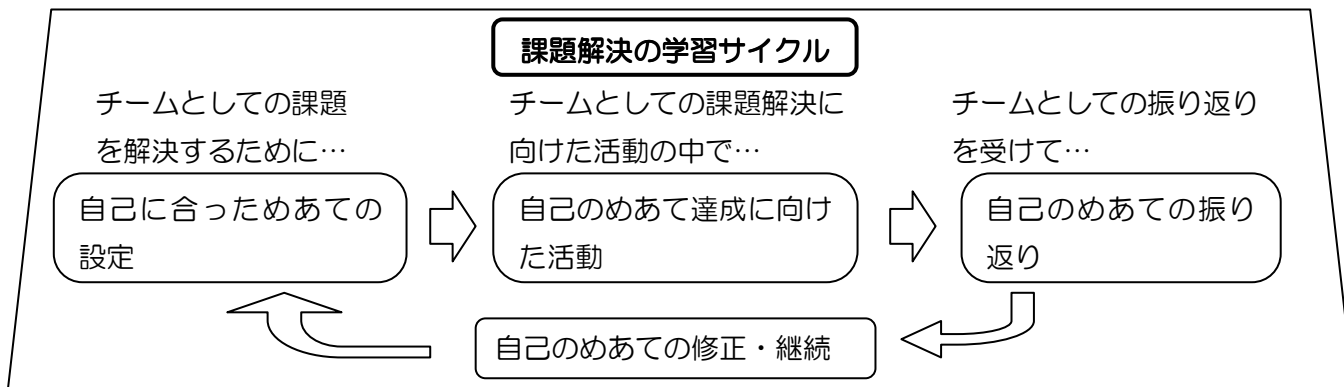 課題解決の学習サイクル
チームとしての課題
を解決するために…
自己に合っためあての
設定
チームとしての課題解決に
向けた活動の中で…
自己のめあて達成に向け
た活動
チームとしての振り返り
を受けて…
自己のめあての振り
返り
自己のめあての修正・継続